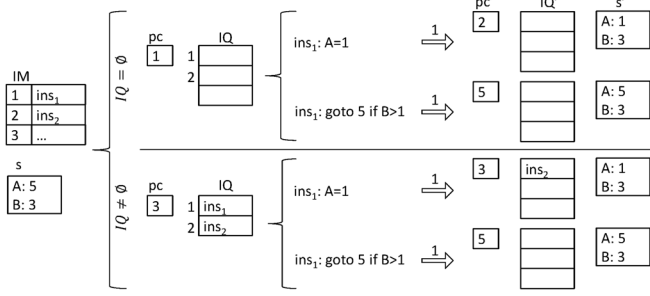 IM
1 ins1
2 ins2
3 ...
s
A: 5
B: 3
IQ = ∅
pc
1
IQ
1
2
ins1: A=1
1
pc
2
IQ
s
A: 1
B: 3
ins1: goto 5 if B>1
1
5
A: 5
B: 3
IQ ≠ ∅
pc
3
IQ
1 ins1
2 ins2
ins1: A=1
1
3
ins2
A: 1
B: 3
ins1: goto 5 if B>1
1
5
A: 5
B: 3